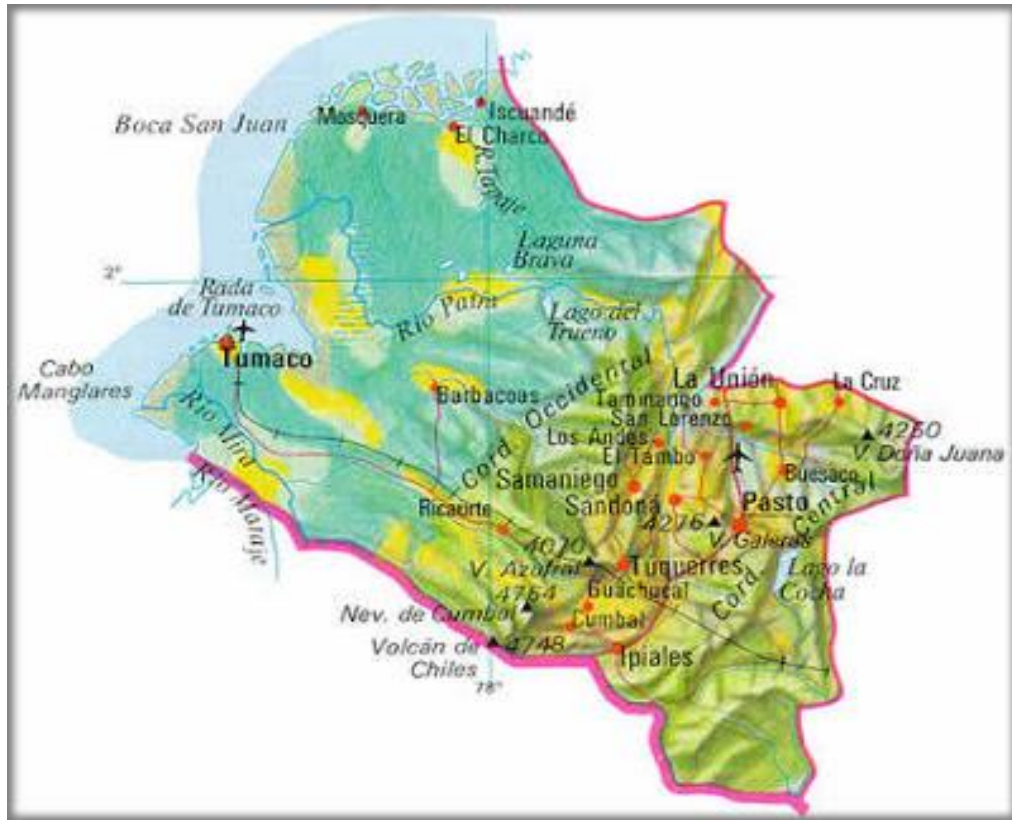 Boca San Juan
Mosquera
Iscuandé
El Charco
R. Tapaje
Laguna
Brava
2°
Rada
de Tumaco
Río Patía
Lago del
Trueno
Tumaco
Cabo
Manglares
Río Mira
Río Mataje
Barbacoas
Cord. Occidental
La Unión
La Cruz
Taminango
San Lorenzo
Los Andes
El Tambo
4250
V. Doña Juana
Buesaco
Samaniego
Sandoná
Pasto
Ricaurte
4276
V. Galeras
Cord. Central
4070
V. Azufral
Túquerres
Lago la
Cocha
4764
Guachucal
Nev. de Cumbal
Cumbal
Volcán de
Chiles
4748
Ipiales
78°